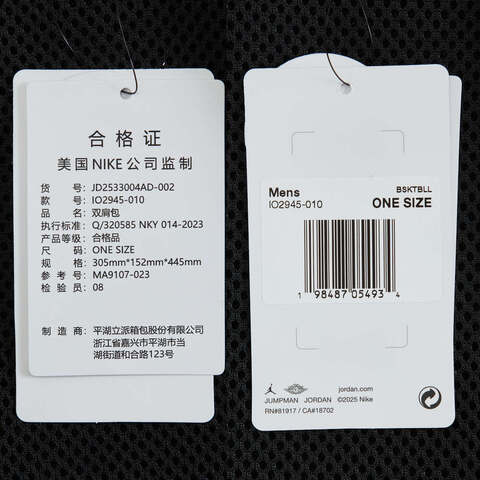 合格证
美国NIKE公司监制
货 号：JD2533004AD-002
款 号：IO2945-010
品 名：双肩包
执行标准：Q/320585 NKY 014-2023
产品等级：合格品
尺 码：ONE SIZE
规 格：305mm*152mm*445mm
参 考 号：MA9107-023
检 验 员：08
制 造 商：平湖立派箱包股份有限公司
浙江省嘉兴市平湖市当
湖街道和合路123号
Mens
BSKTBLL
IO2945-010
ONE SIZE
1 98487 05493 4
JUMPMAN JORDAN
jordan.com
©2025 Nike
RN#81917 / CA#18702